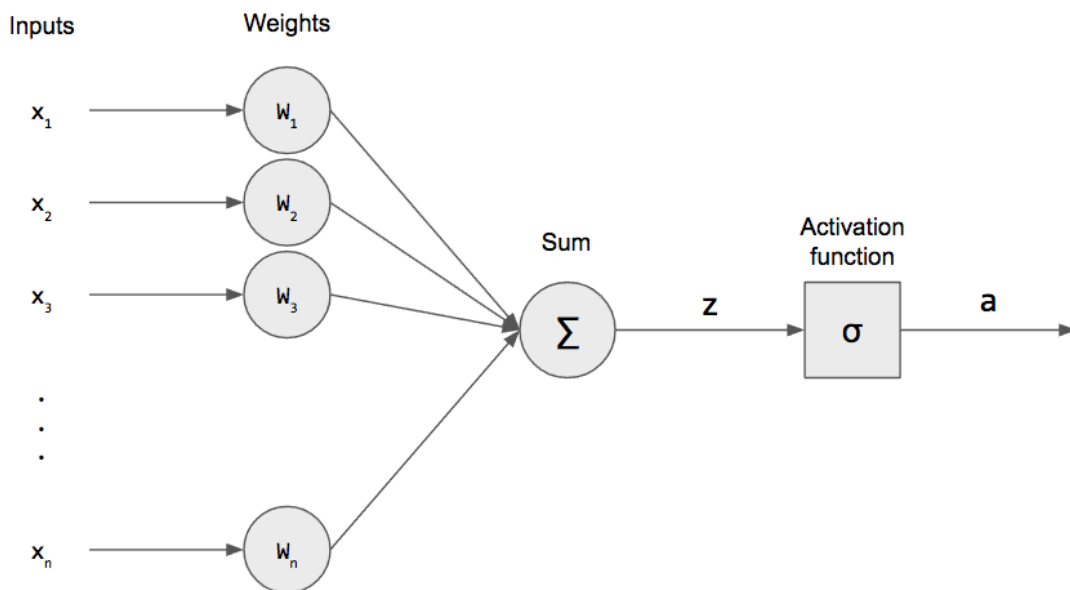 Inputs
Weights
x₁
W₁
x₂
W₂
x₃
W₃
.
.
.
xₙ
Wₙ
Sum
Σ
z
Activation
function
σ
a